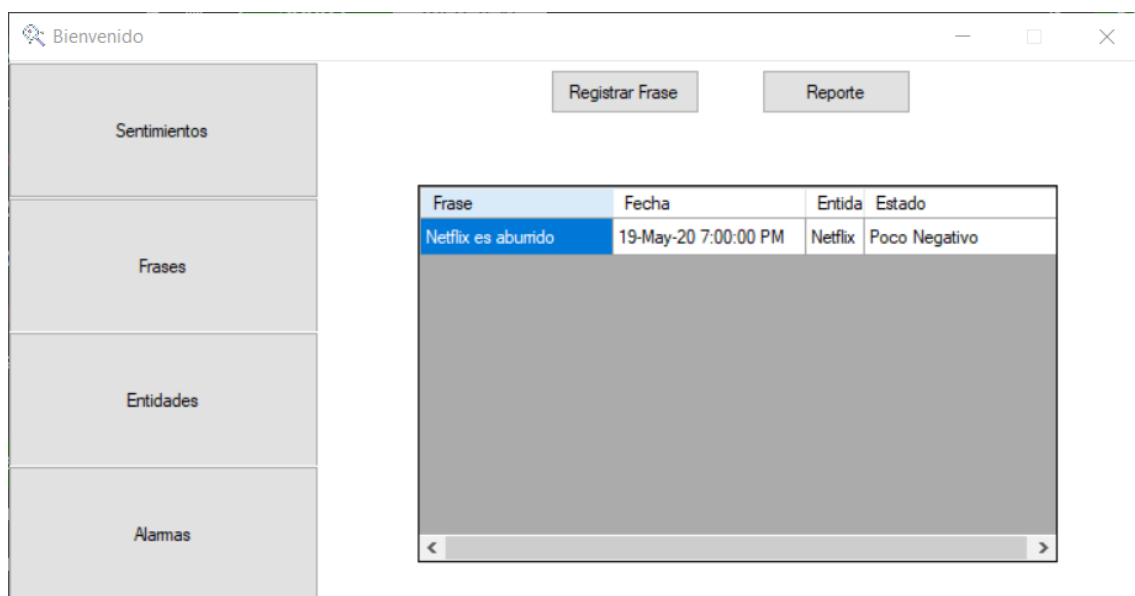 Bienvenido
Sentimientos
Frases
Entidades
Alarmas
Registrar Frase
Reporte
Frase Fecha Entida Estado
Netflix es aburrido 19-May-20 7:00:00 PM Netflix Poco Negativo